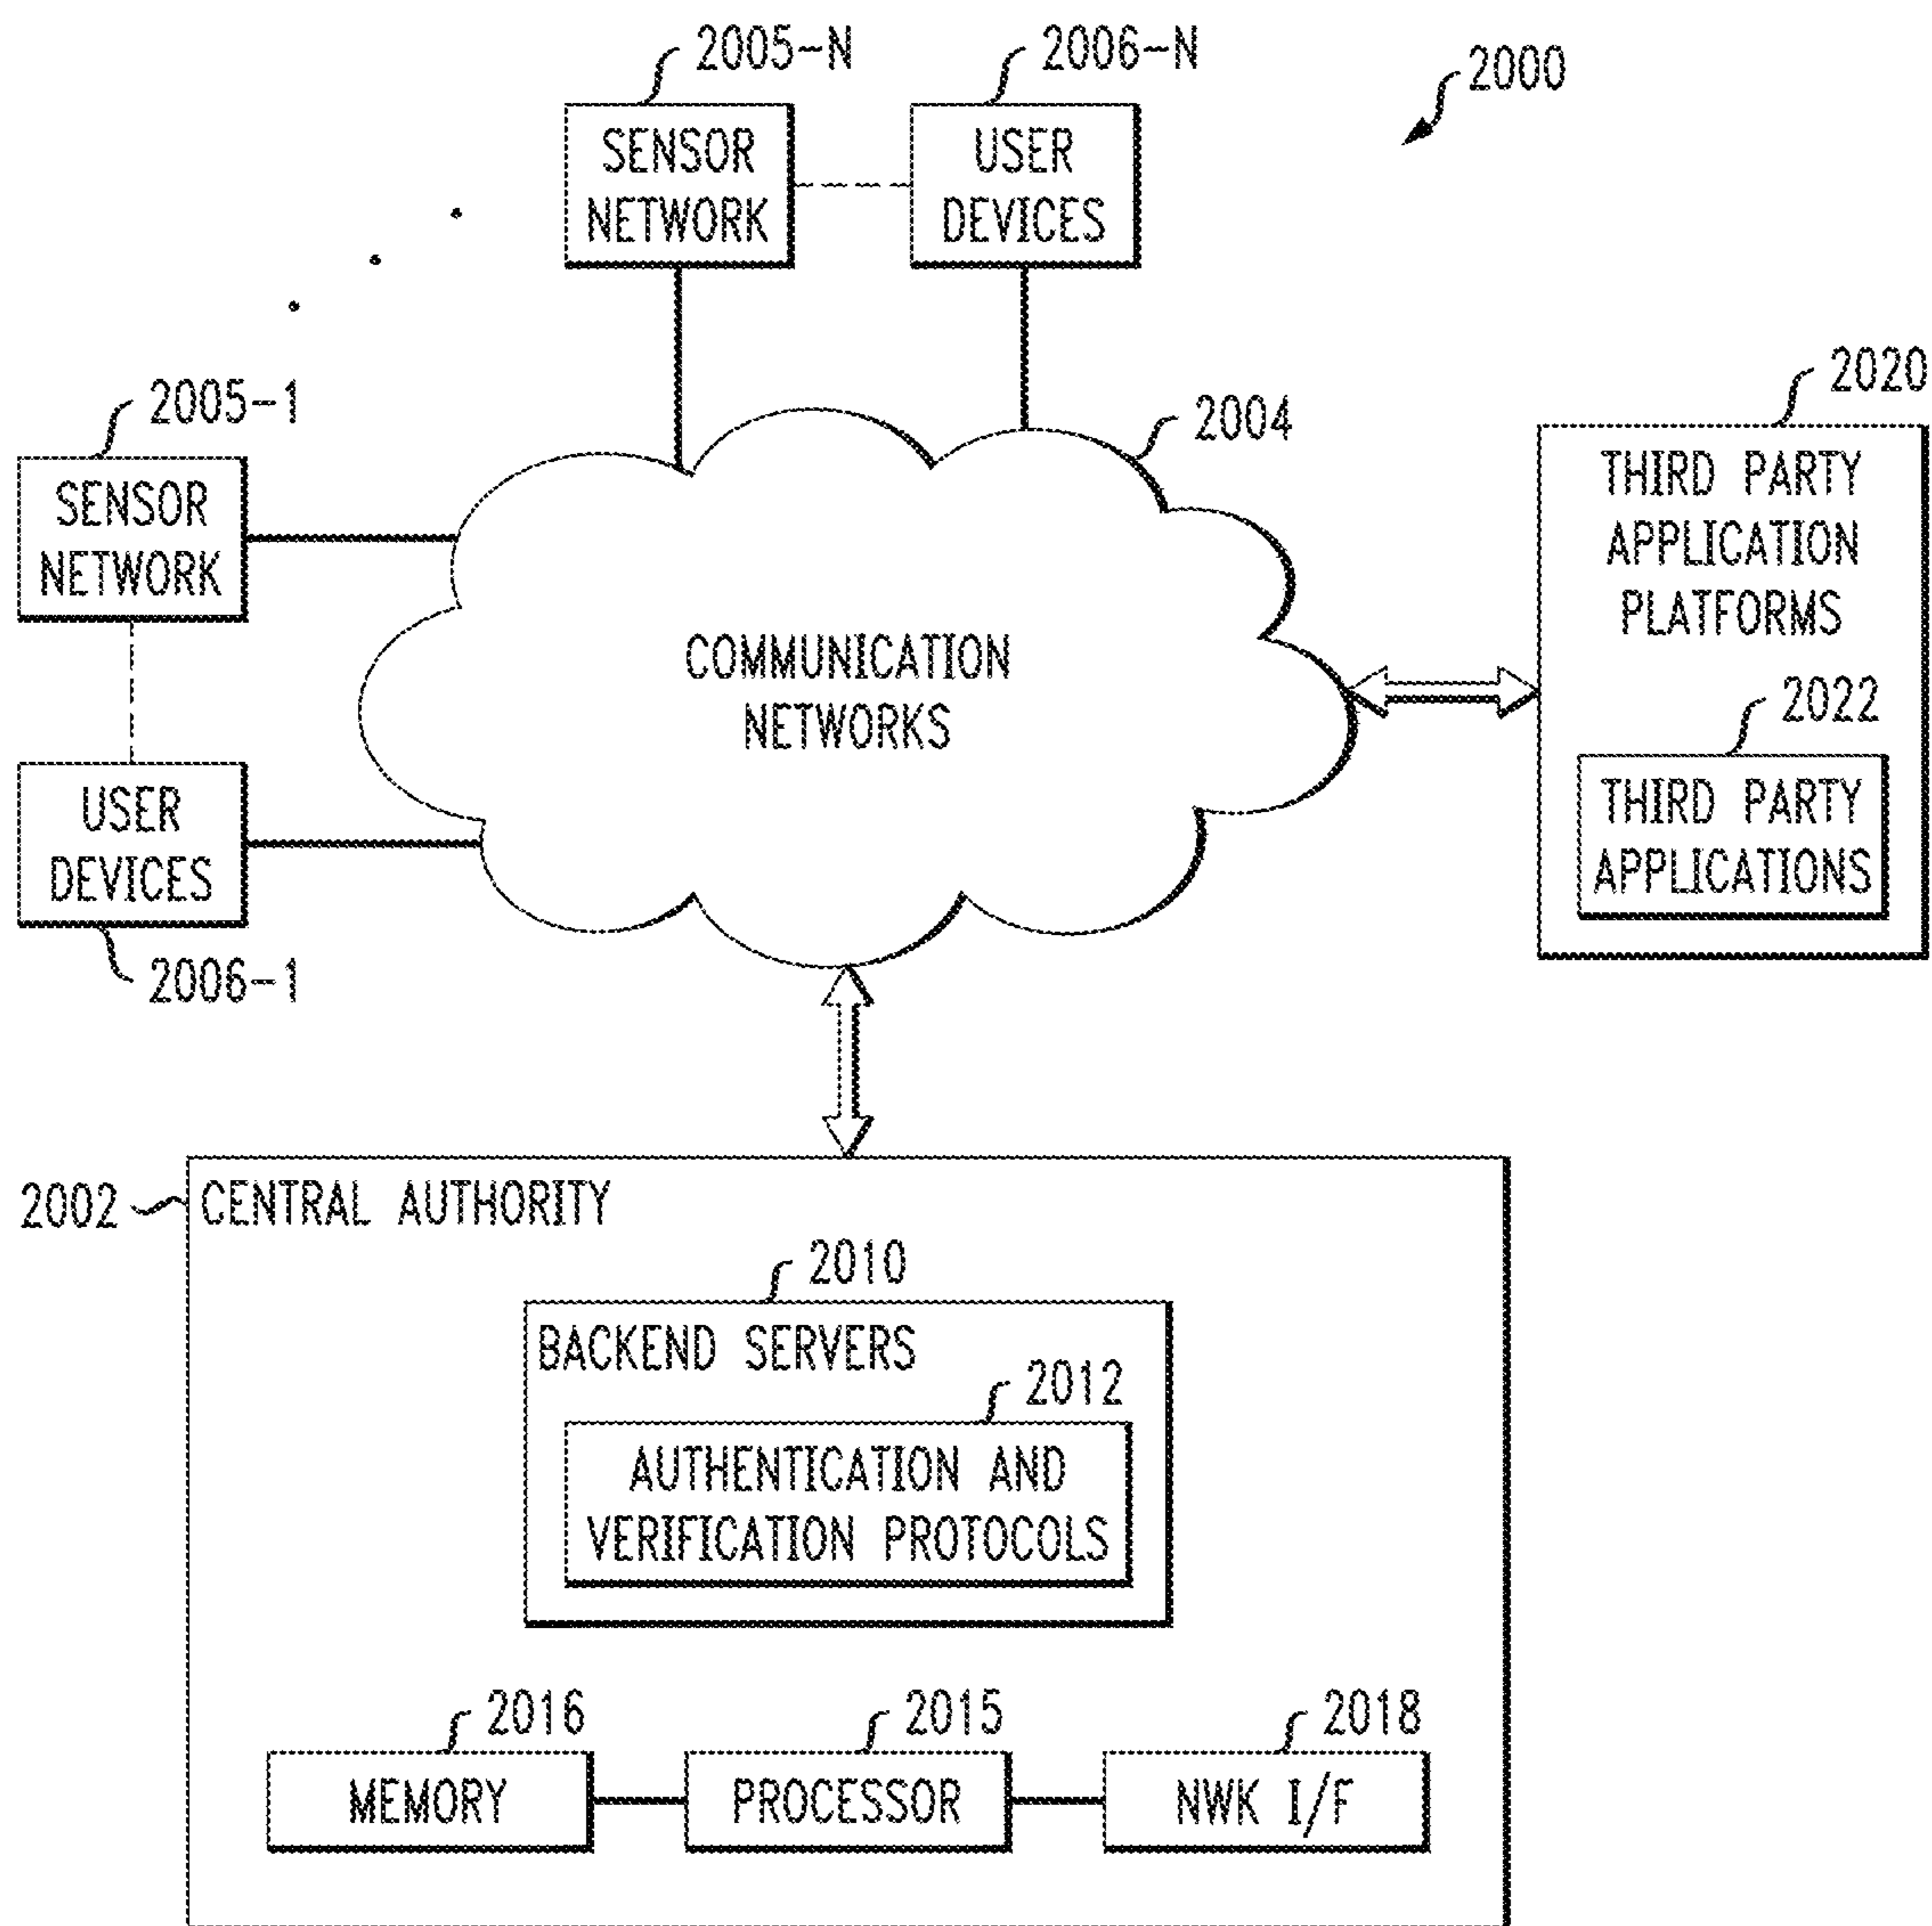 2005-N
2006-N
2000
SENSOR
NETWORK
USER
DEVICES
2005-1
SENSOR
NETWORK
2004
2020
THIRD PARTY
APPLICATION
PLATFORMS
COMMUNICATION
NETWORKS
2022
THIRD PARTY
APPLICATIONS
USER
DEVICES
2006-1
2002
CENTRAL AUTHORITY
2010
BACKEND SERVERS
2012
AUTHENTICATION AND
VERIFICATION PROTOCOLS
2016
2015
2018
MEMORY
PROCESSOR
NWK I/F